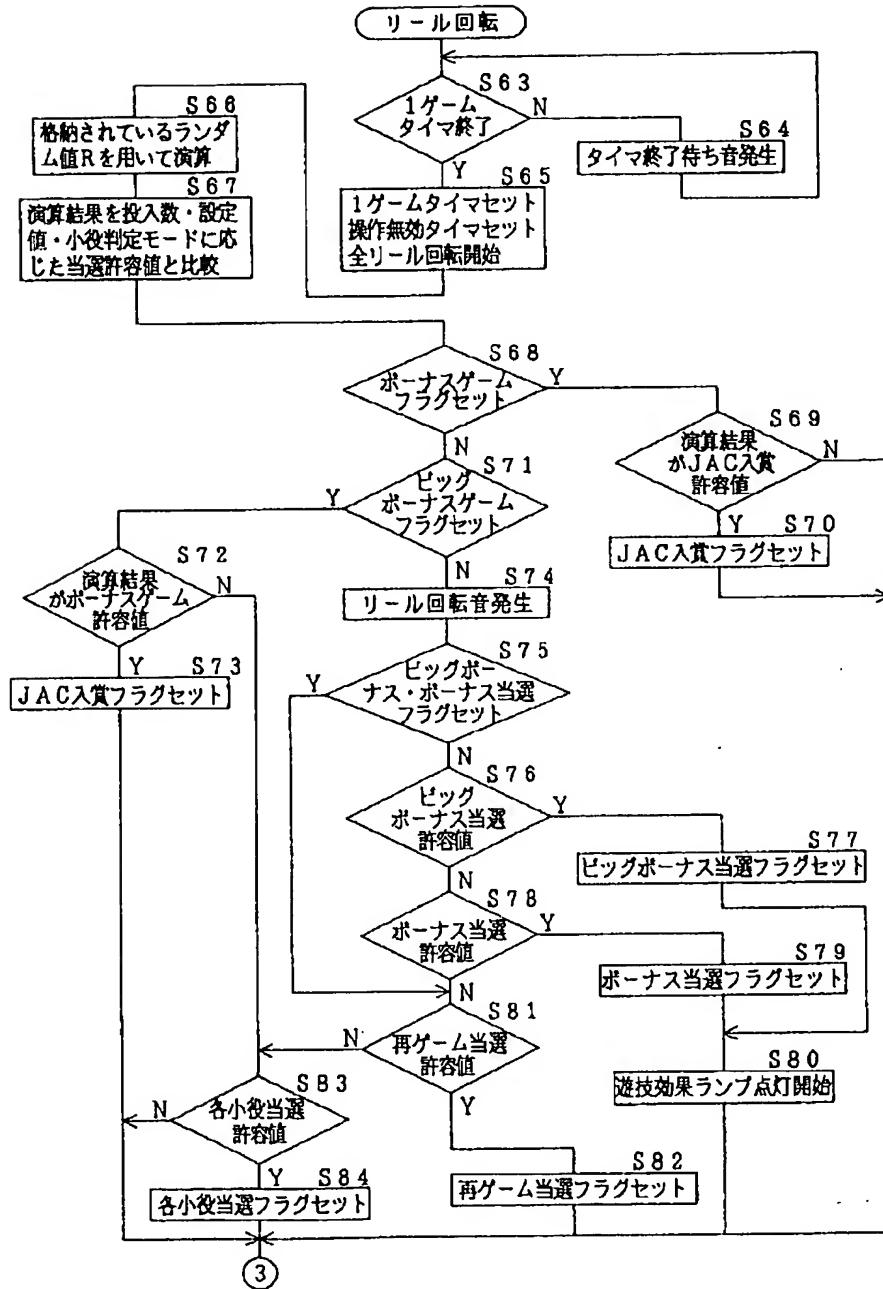 リール回転
S63
1ゲーム
タイマ終了
N
Y
S64
タイマ終了待ち音発生
S65
1ゲームタイマセット
操作無効タイマセット
全リール回転開始
S66
格納されているランダ
ム値Rを用いて演算
S67
演算結果を投入数・設定
値・小役判定モードに応
じた当選許容値と比較
S68
ボーナスゲーム
フラグセット
Y
N
S69
演算結果
がJAC入賞
許容値
N
Y
S70
JAC入賞フラグセット
S71
ビッグ
ボーナスゲーム
フラグセット
Y
N
S72
演算結果
がボーナスゲーム
許容値
N
Y
S73
JAC入賞フラグセット
S74
リール回転音発生
S75
ビッグボー
ナス・ボーナス当選
フラグセット
Y
N
S76
ビッグ
ボーナス当選
許容値
Y
N
S77
ビッグボーナス当選フラグセット
S78
ボーナス当選
許容値
Y
N
S79
ボーナス当選フラグセット
S80
遊技効果ランプ点灯開始
S81
再ゲーム当選
許容値
N
Y
S82
再ゲーム当選フラグセット
S83
各小役当選
許容値
N
Y
S84
各小役当選フラグセット
3